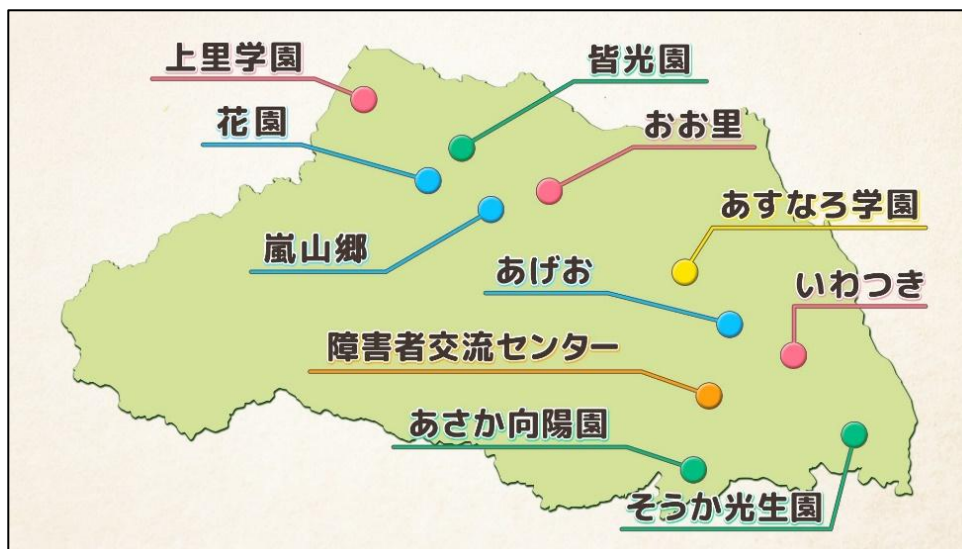 上里学園
皆光園
花園
おお里
あすなろ学園
嵐山郷
あげお
いわつき
障害者交流センター
あさか向陽園
そうか光生園